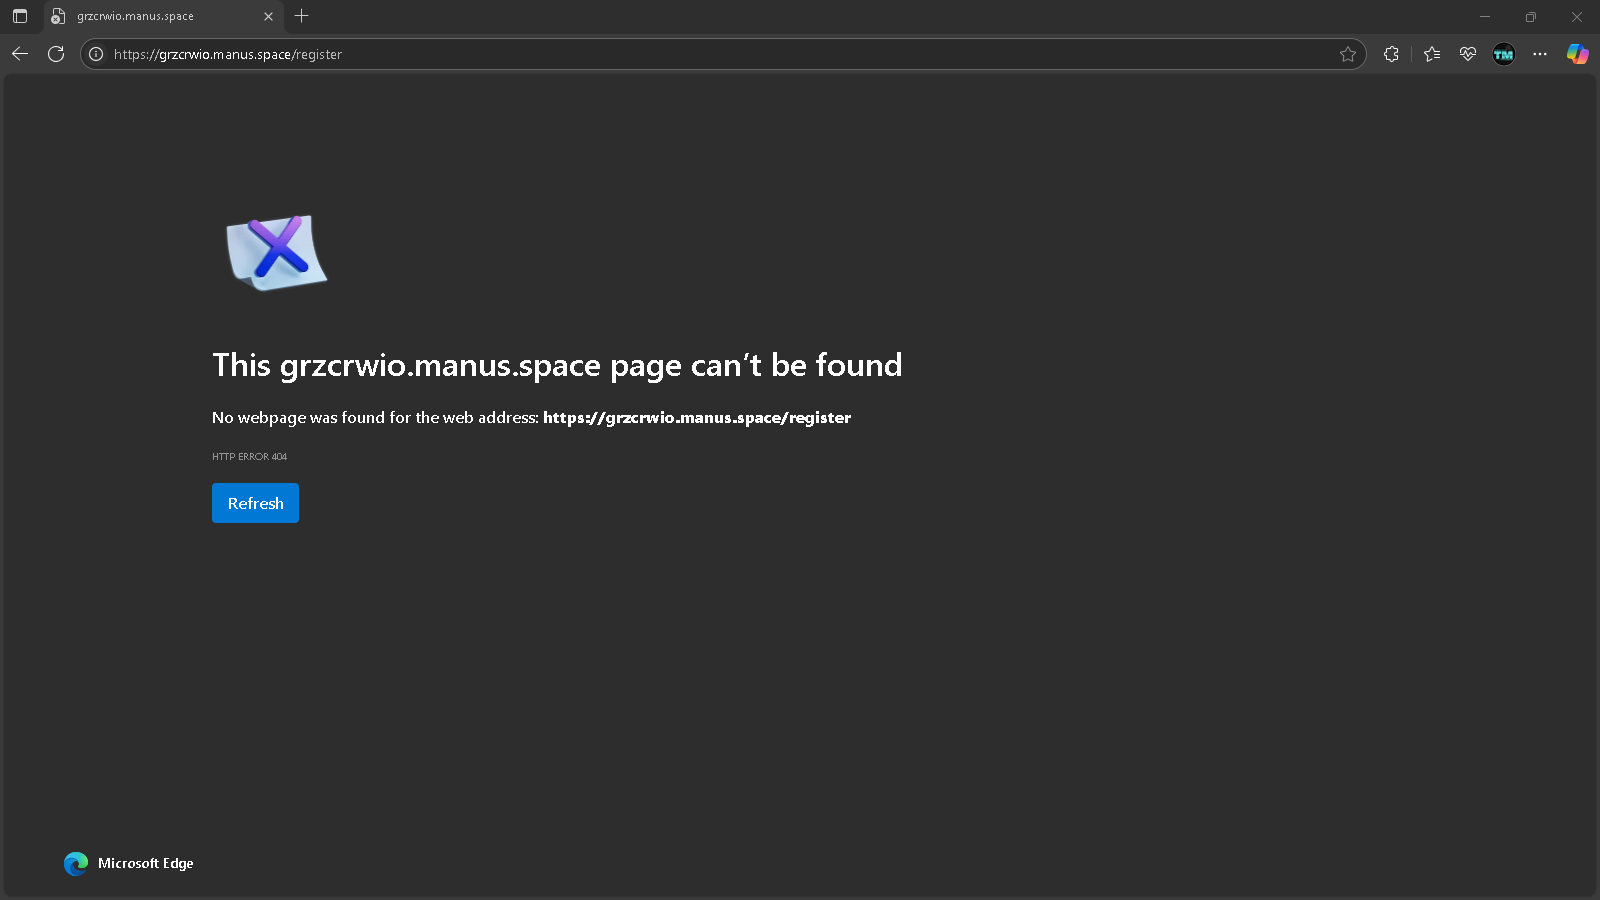 grzcrwio.manus.space
https://grzcrwio.manus.space/register
TM
This grzcrwio.manus.space page can't be found
No webpage was found for the web address: https://grzcrwio.manus.space/register
HTTP ERROR 404
Refresh
Microsoft Edge